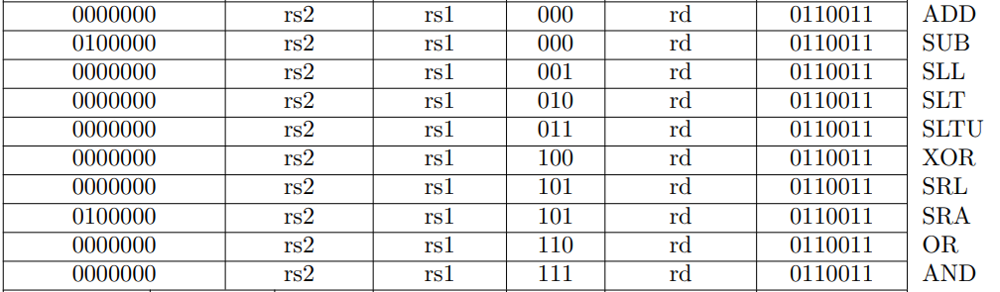 0000000 rs2 rs1 000 rd 0110011 ADD
0100000 rs2 rs1 000 rd 0110011 SUB
0000000 rs2 rs1 001 rd 0110011 SLL
0000000 rs2 rs1 010 rd 0110011 SLT
0000000 rs2 rs1 011 rd 0110011 SLTU
0000000 rs2 rs1 100 rd 0110011 XOR
0000000 rs2 rs1 101 rd 0110011 SRL
0100000 rs2 rs1 101 rd 0110011 SRA
0000000 rs2 rs1 110 rd 0110011 OR
0000000 rs2 rs1 111 rd 0110011 AND